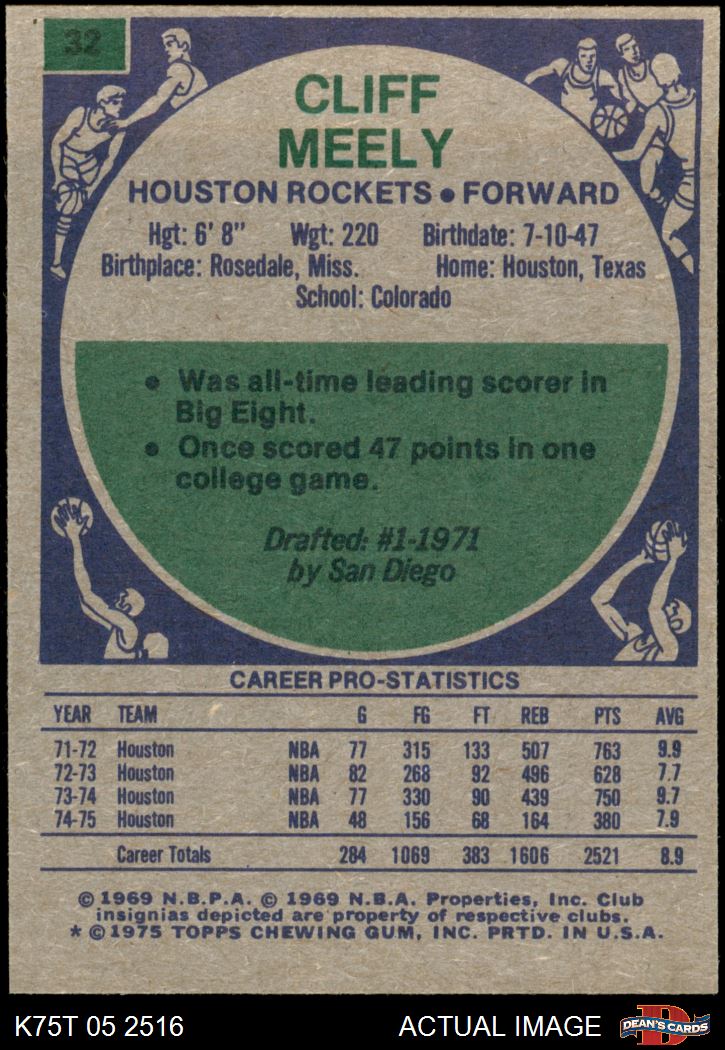 32
CLIFF
MEELY
HOUSTON ROCKETS • FORWARD
Hgt: 6' 8" Wgt: 220 Birthdate: 7-10-47
Birthplace: Rosedale, Miss. Home: Houston, Texas
School: Colorado
• Was all-time leading scorer in
Big Eight.
• Once scored 47 points in one
college game.
Drafted: #1-1971
by San Diego
CAREER PRO-STATISTICS
YEAR TEAM G FG FT REB PTS AVG
71-72 Houston NBA 77 315 133 507 763 9.9
72-73 Houston NBA 82 268 92 496 628 7.7
73-74 Houston NBA 77 330 90 439 750 9.7
74-75 Houston NBA 48 156 68 164 380 7.9
Career Totals 284 1069 383 1606 2521 8.9
© 1969 N.B.P.A. © 1969 N.B.A. Properties, Inc. Club
insignias depicted are property of respective clubs.
* © 1975 TOPPS CHEWING GUM, INC. PRTD. IN U.S.A.
K75T 05 2516 ACTUAL IMAGE D DEAN'S CARDS